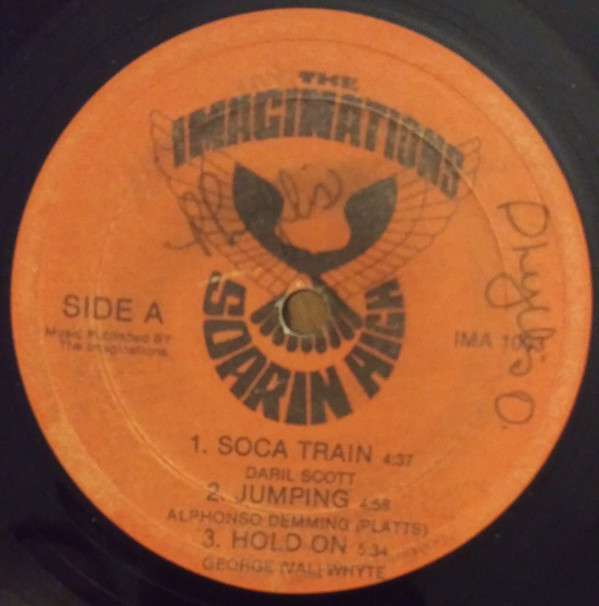 THE
IMAGINATIONS
SOARIN HIGH
SIDE A
Music Published BY
The Imaginations
Phyllis O.
1. SOCA TRAIN 4:37
DARIL SCOTT
2. JUMPING 4:58
ALPHONSO DEMMING (PLATTS)
3. HOLD ON 5:34
GEORGE (VAL) WHYTE